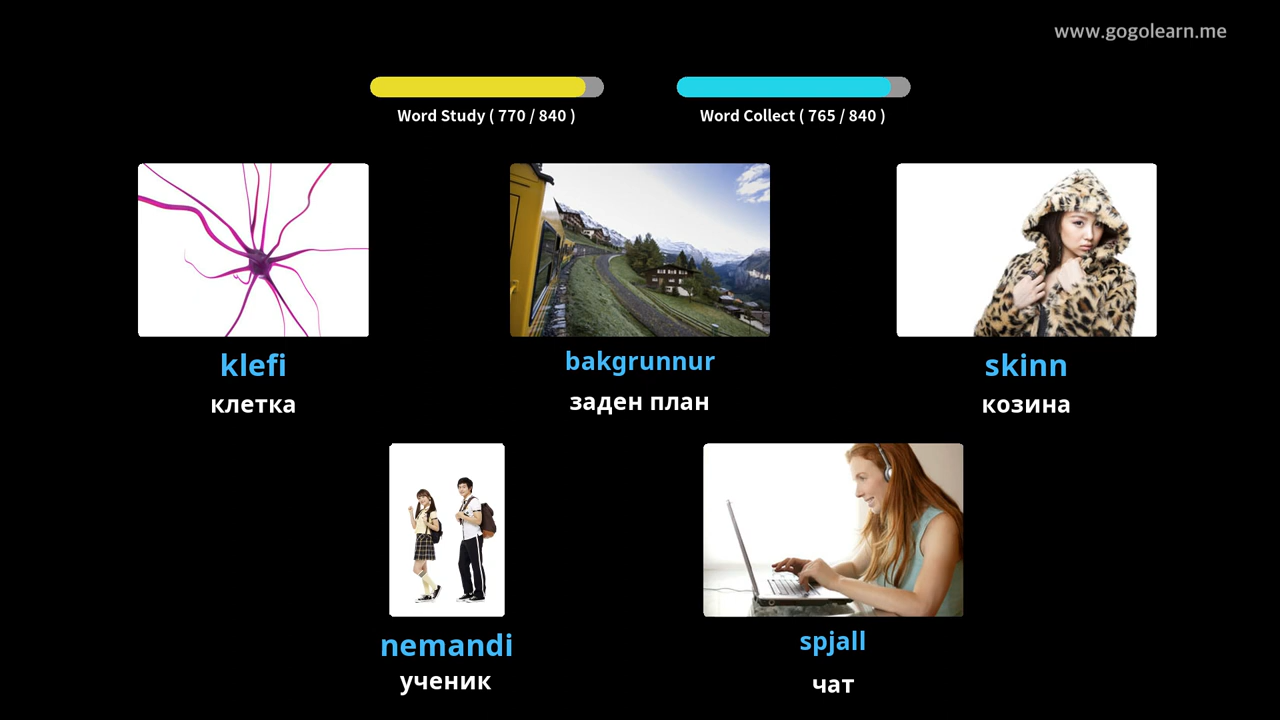 www.gogolearn.me
Word Study ( 770 / 840 )
Word Collect ( 765 / 840 )
klefi
клетка
bakgrunnur
заден план
skinn
козина
nemandi
ученик
spjall
чат